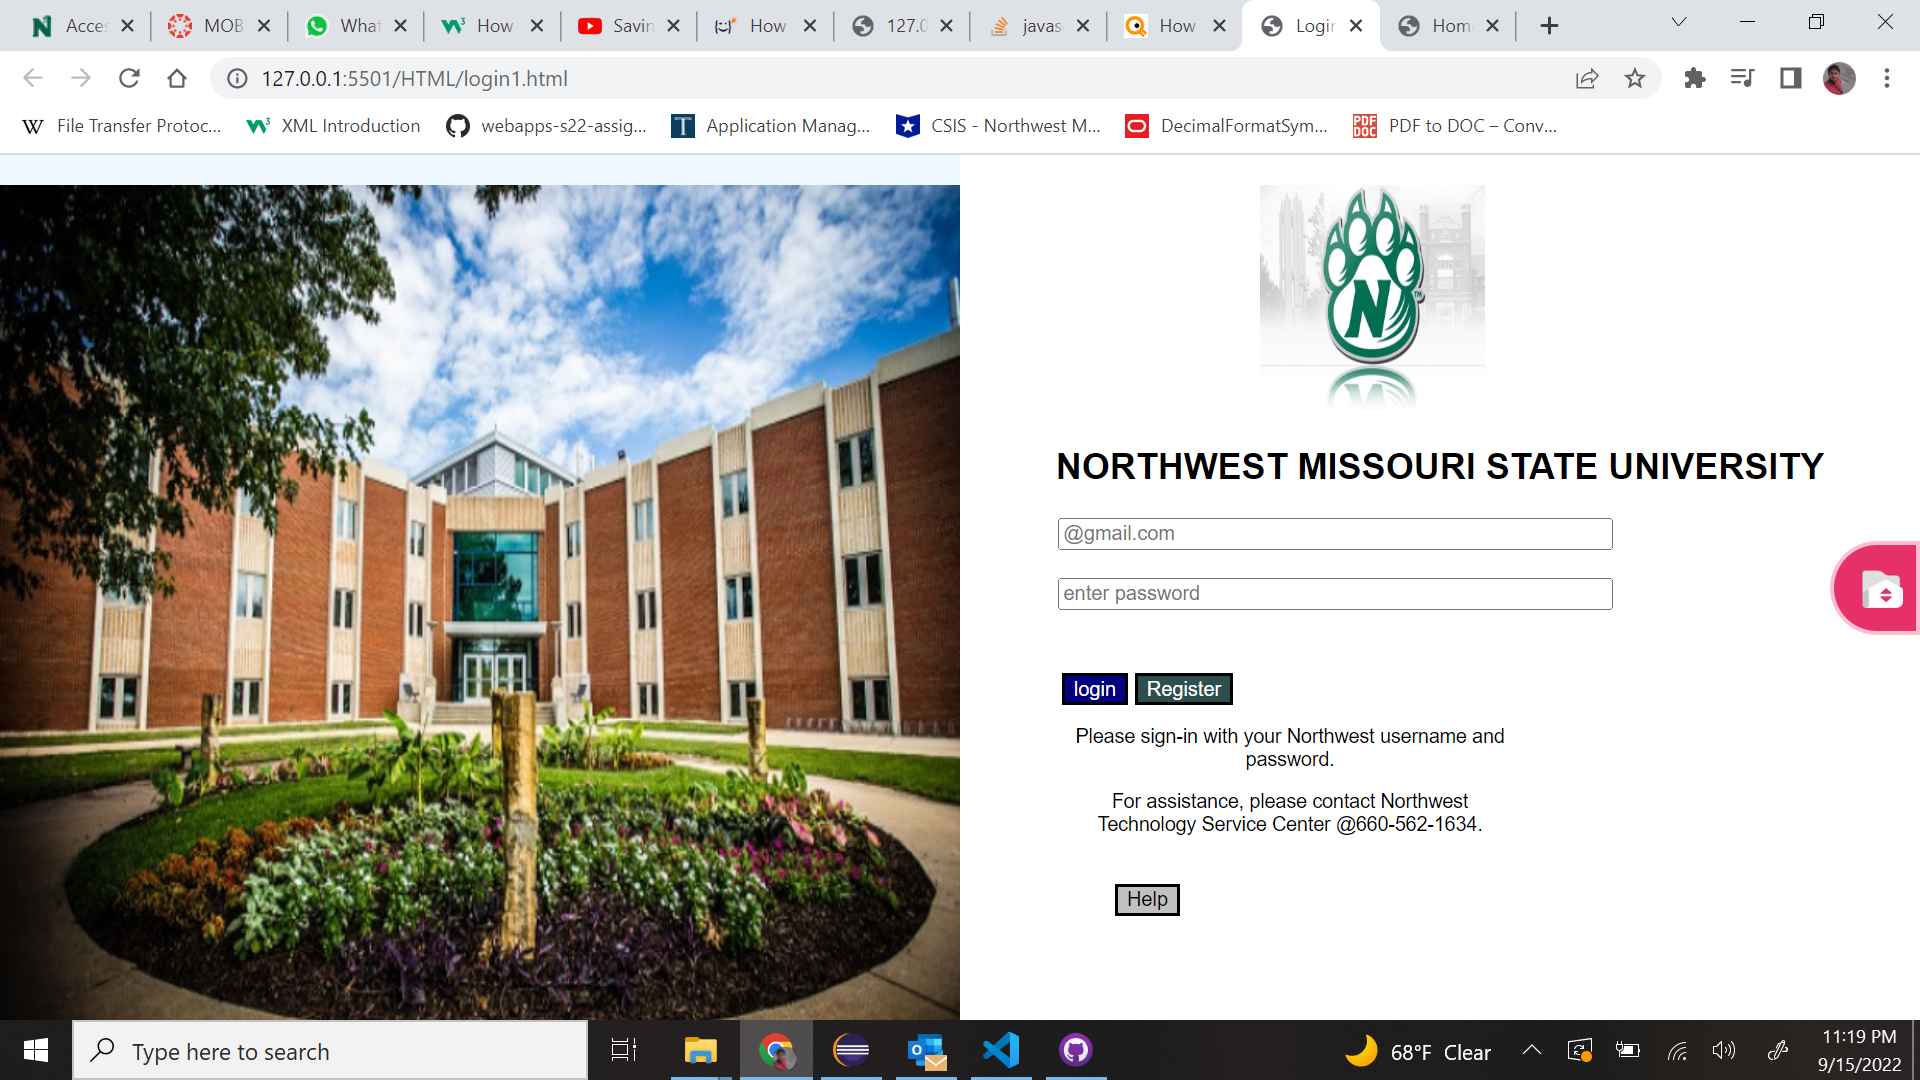 Acces
MOB
What
How
Savin
How
127.0
javas
How
Login
Hom
127.0.0.1:5501/HTML/login1.html
File Transfer Protoc...
XML Introduction
webapps-s22-assig...
Application Manag...
CSIS - Northwest M...
DecimalFormatSym...
PDF to DOC – Conv...
N
NORTHWEST MISSOURI STATE UNIVERSITY
@gmail.com
enter password
login
Register
Please sign-in with your Northwest username and
password.
For assistance, please contact Northwest
Technology Service Center @660-562-1634.
Help
Type here to search
68°F Clear
11:19 PM
9/15/2022